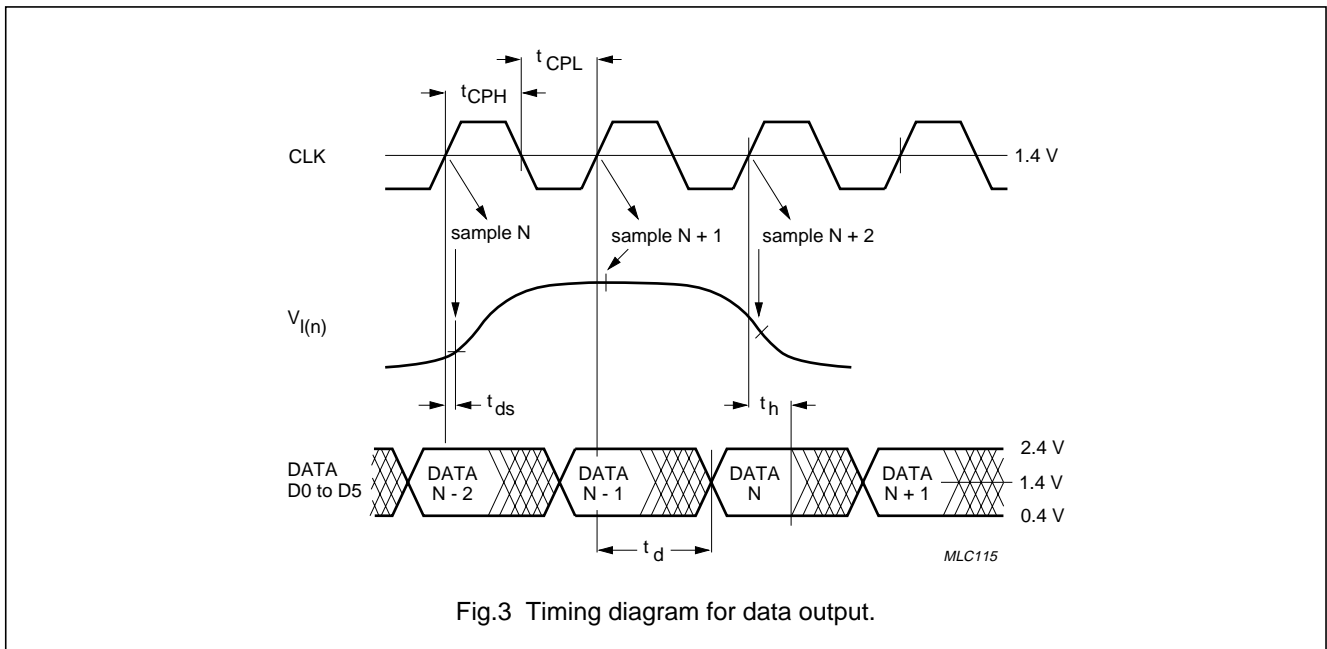 t CPL
t CPH
CLK
1.4 V
sample N
sample N + 1
sample N + 2
V I(n)
t ds
t h
DATA
D0 to D5
DATA
N - 2
DATA
N - 1
DATA
N
DATA
N + 1
2.4 V
1.4 V
0.4 V
t d
MLC115
Fig.3 Timing diagram for data output.